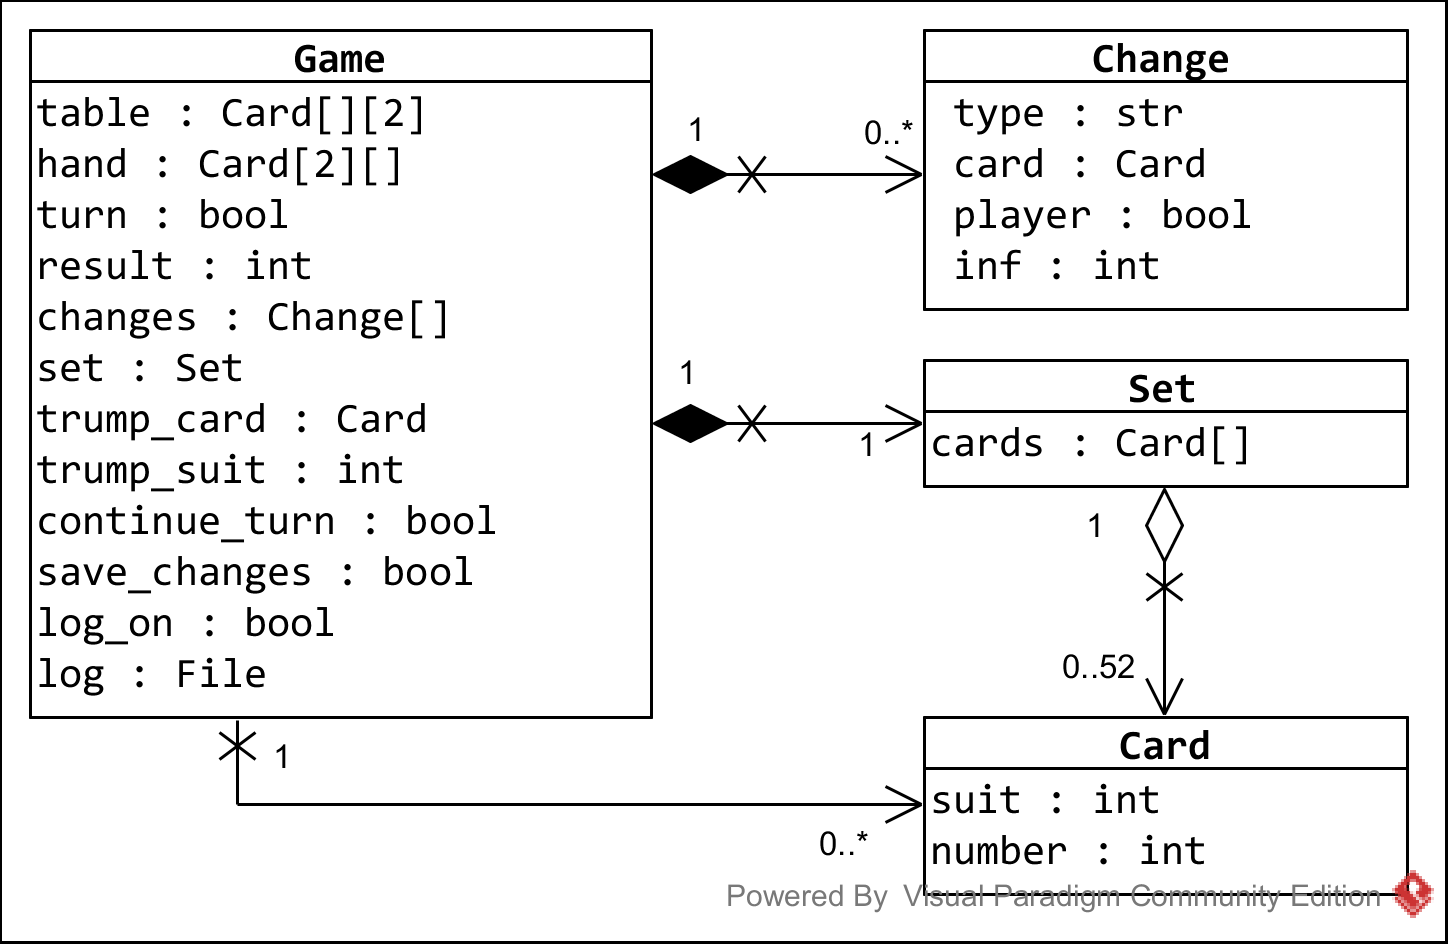 Game
table : Card[][2]
hand : Card[2][]
turn : bool
result : int
changes : Change[]
set : Set
trump_card : Card
trump_suit : int
continue_turn : bool
save_changes : bool
log_on : bool
log : File
1
0..*
Change
type : str
card : Card
player : bool
inf : int
1
1
Set
cards : Card[]
1
0..52
1
0..*
Card
suit : int
number : int
Powered By Visual Paradigm Community Edition